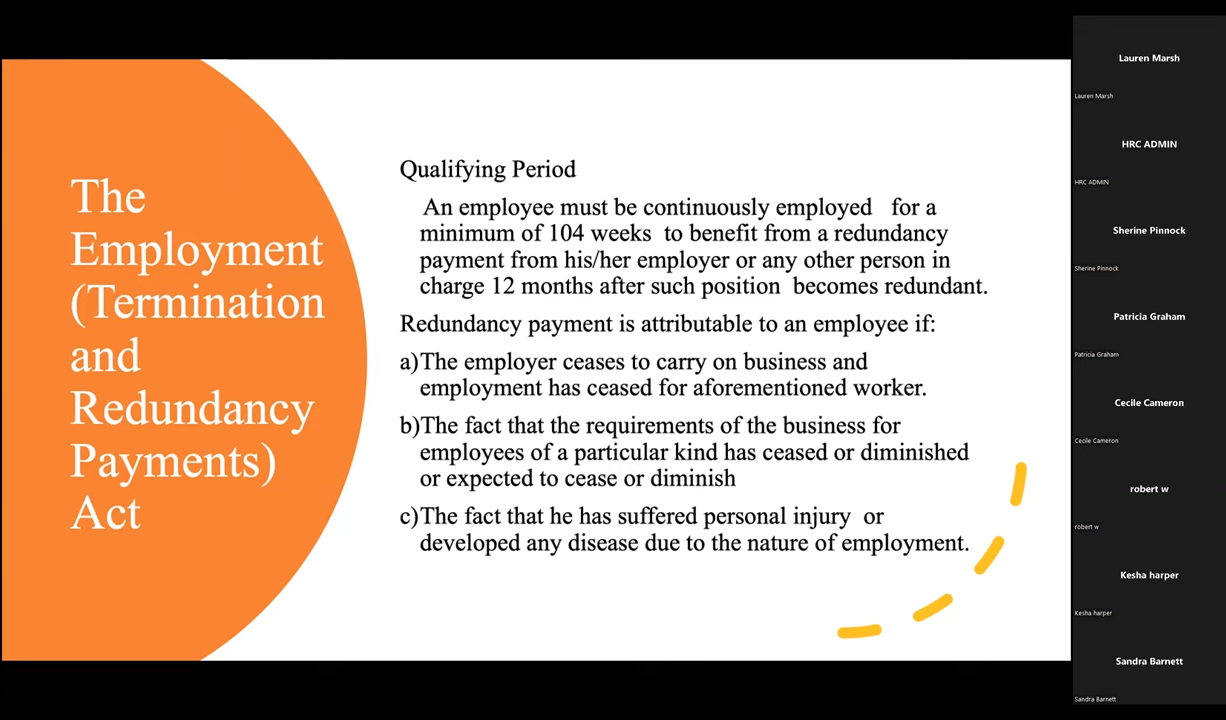 The
Employment
(Termination
and
Redundancy
Payments)
Act
Qualifying Period
An employee must be continuously employed for a
minimum of 104 weeks to benefit from a redundancy
payment from his/her employer or any other person in
charge 12 months after such position becomes redundant.
Redundancy payment is attributable to an employee if:
a)The employer ceases to carry on business and
employment has ceased for aforementioned worker.
b)The fact that the requirements of the business for
employees of a particular kind has ceased or diminished
or expected to cease or diminish
c)The fact that he has suffered personal injury or
developed any disease due to the nature of employment.
Lauren Marsh
Lauren Marsh
HRC ADMIN
HRC ADMIN
Sherine Pinnock
Sherine Pinnock
Patricia Graham
Patricia Graham
Cecile Cameron
Cecile Cameron
robert w
robert w
Kesha harper
Kesha harper
Sandra Barnett
Sandra Barnett